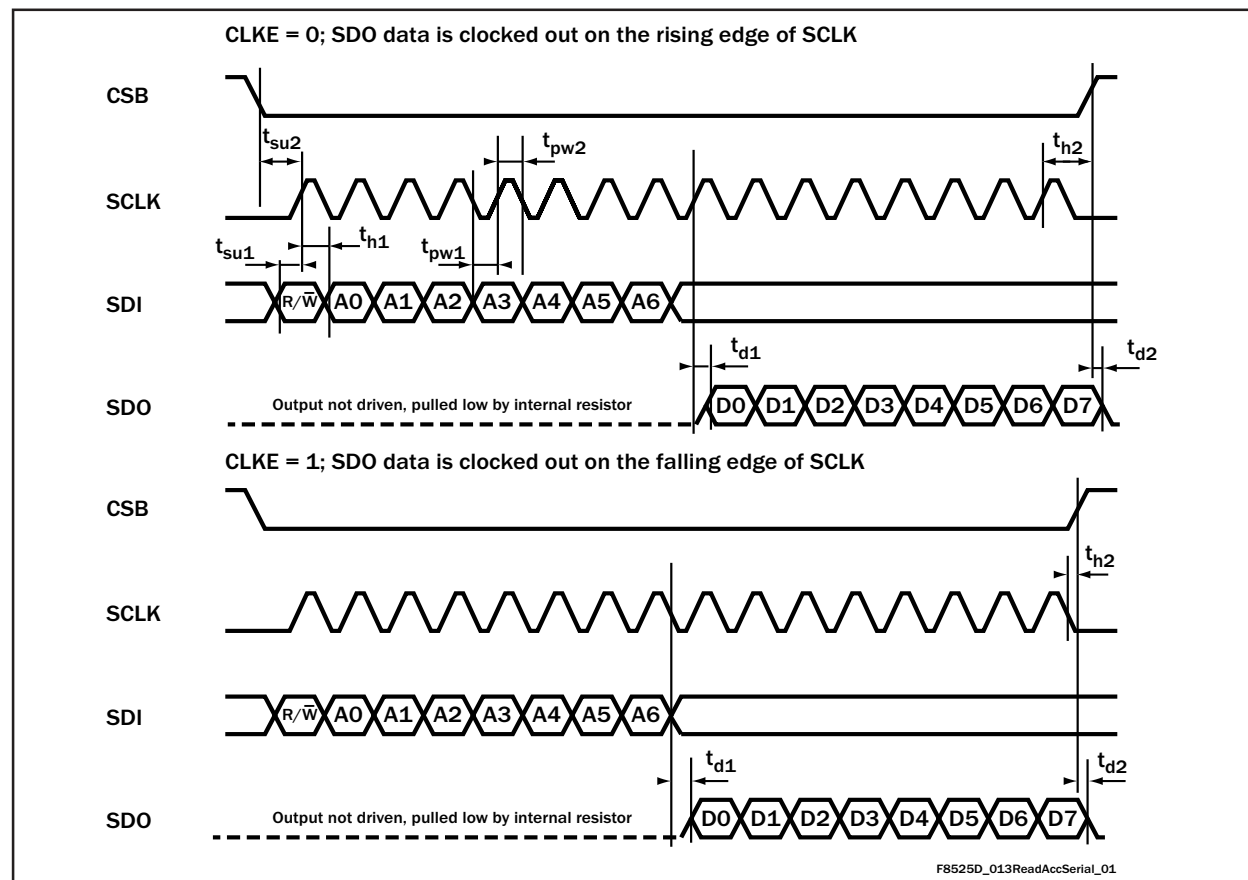 CLKE = 0; SDO data is clocked out on the rising edge of SCLK
CSB
tsu2
tpw2
th2
SCLK
tsu1
th1
tpw1
SDI
R/W̅ A0 A1 A2 A3 A4 A5 A6
td1
td2
SDO
Output not driven, pulled low by internal resistor
D0 D1 D2 D3 D4 D5 D6 D7
CLKE = 1; SDO data is clocked out on the falling edge of SCLK
CSB
th2
SCLK
SDI
R/W̅ A0 A1 A2 A3 A4 A5 A6
td1
td2
SDO
Output not driven, pulled low by internal resistor
D0 D1 D2 D3 D4 D5 D6 D7
F8525D_013ReadAccSerial_01